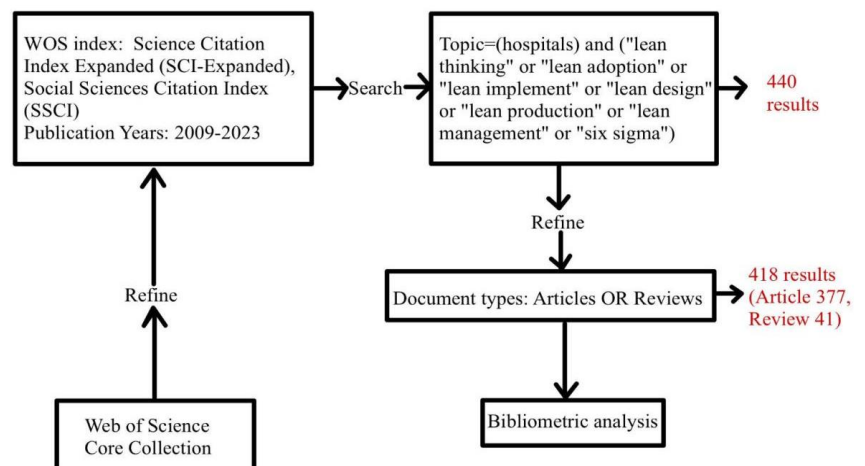 WOS index:  Science Citation
Index Expanded (SCI-Expanded),
Social Sciences Citation Index
(SSCI)
Publication Years: 2009-2023
Search
Topic=(hospitals) and ("lean
thinking" or "lean adoption" or
"lean implement" or "lean design"
or "lean production" or "lean
management" or "six sigma")
440
results
Refine
Refine
Document types: Articles OR Reviews
418 results
(Article 377,
Review 41)
Web of Science
Core Collection
Bibliometric analysis